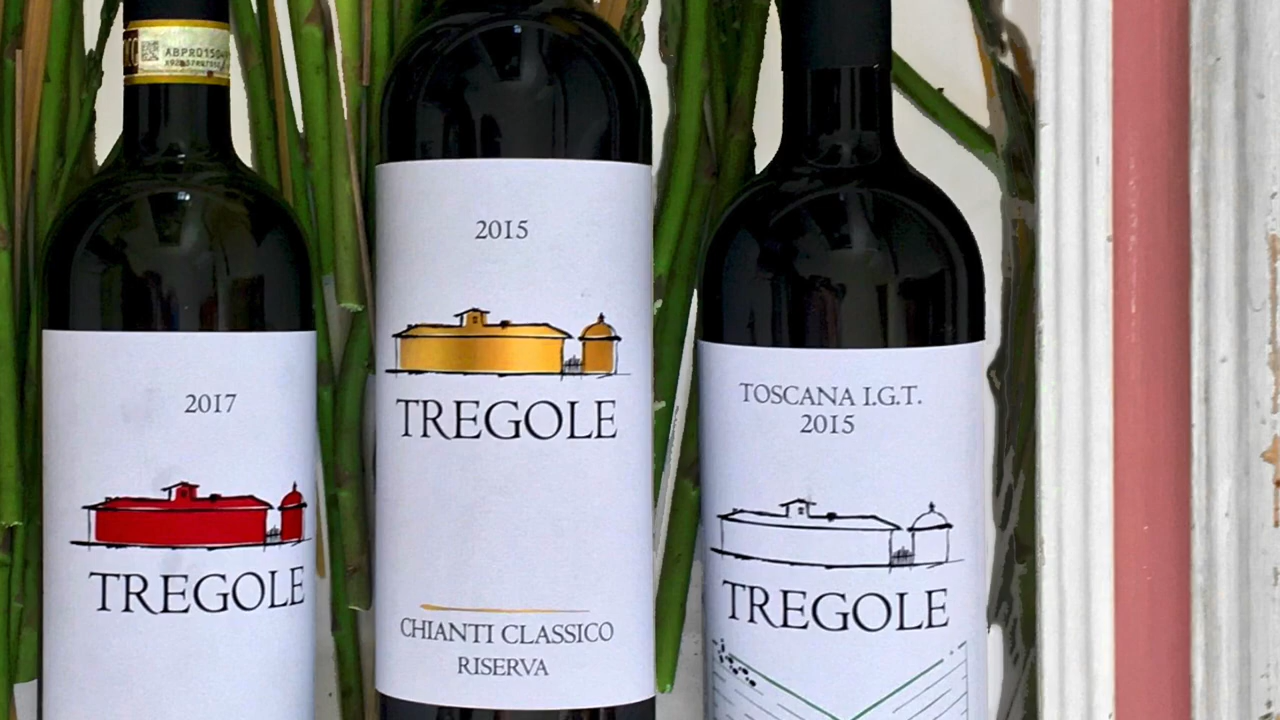 2017
TREGOLE
2015
TREGOLE
CHIANTI CLASSICO
RISERVA
TOSCANA I.G.T.
2015
TREGOLE